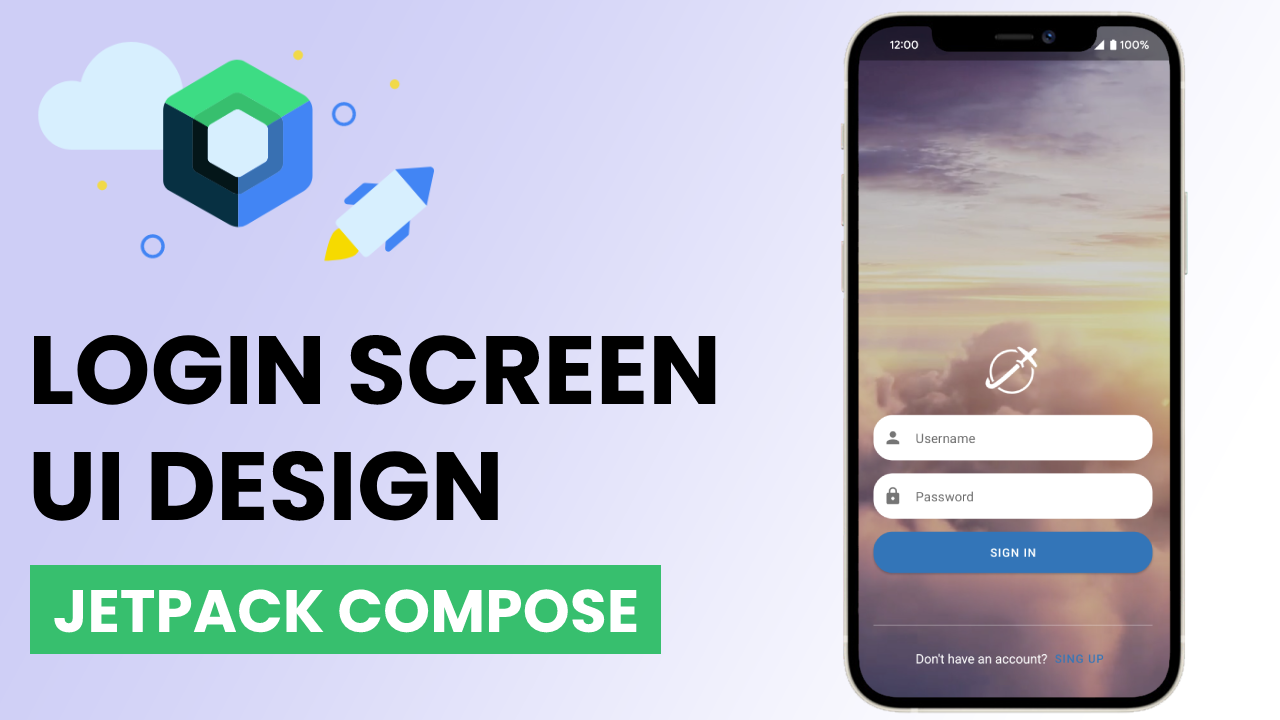 LOGIN SCREEN
UI DESIGN
JETPACK COMPOSE
12:00 100%
Username
Password
SIGN IN
Don't have an account? SING UP